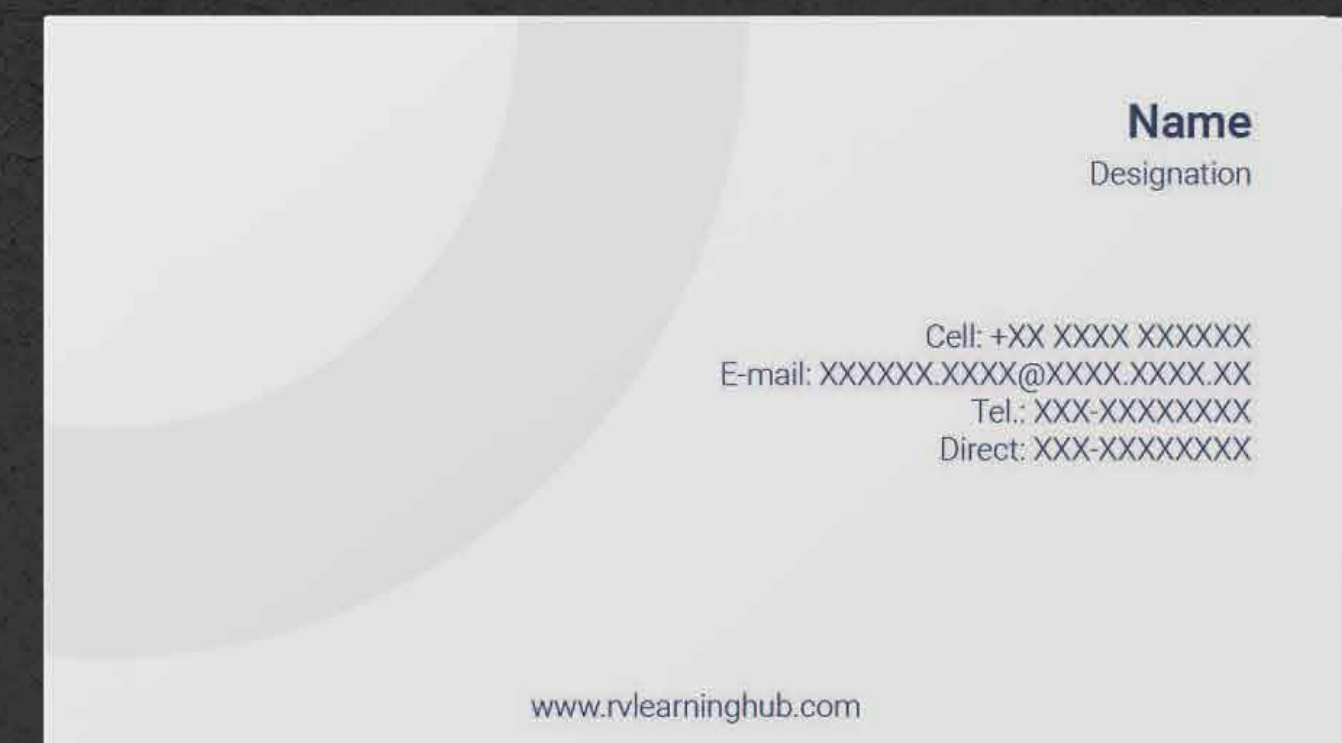 Name
Designation
Cell: +XX XXXX XXXXXX
E-mail: XXXXXX.XXXX@XXXX.XXXX.XX
Tel.: XXX-XXXXXXXX
Direct: XXX-XXXXXXXX
www.rvlearninghub.com